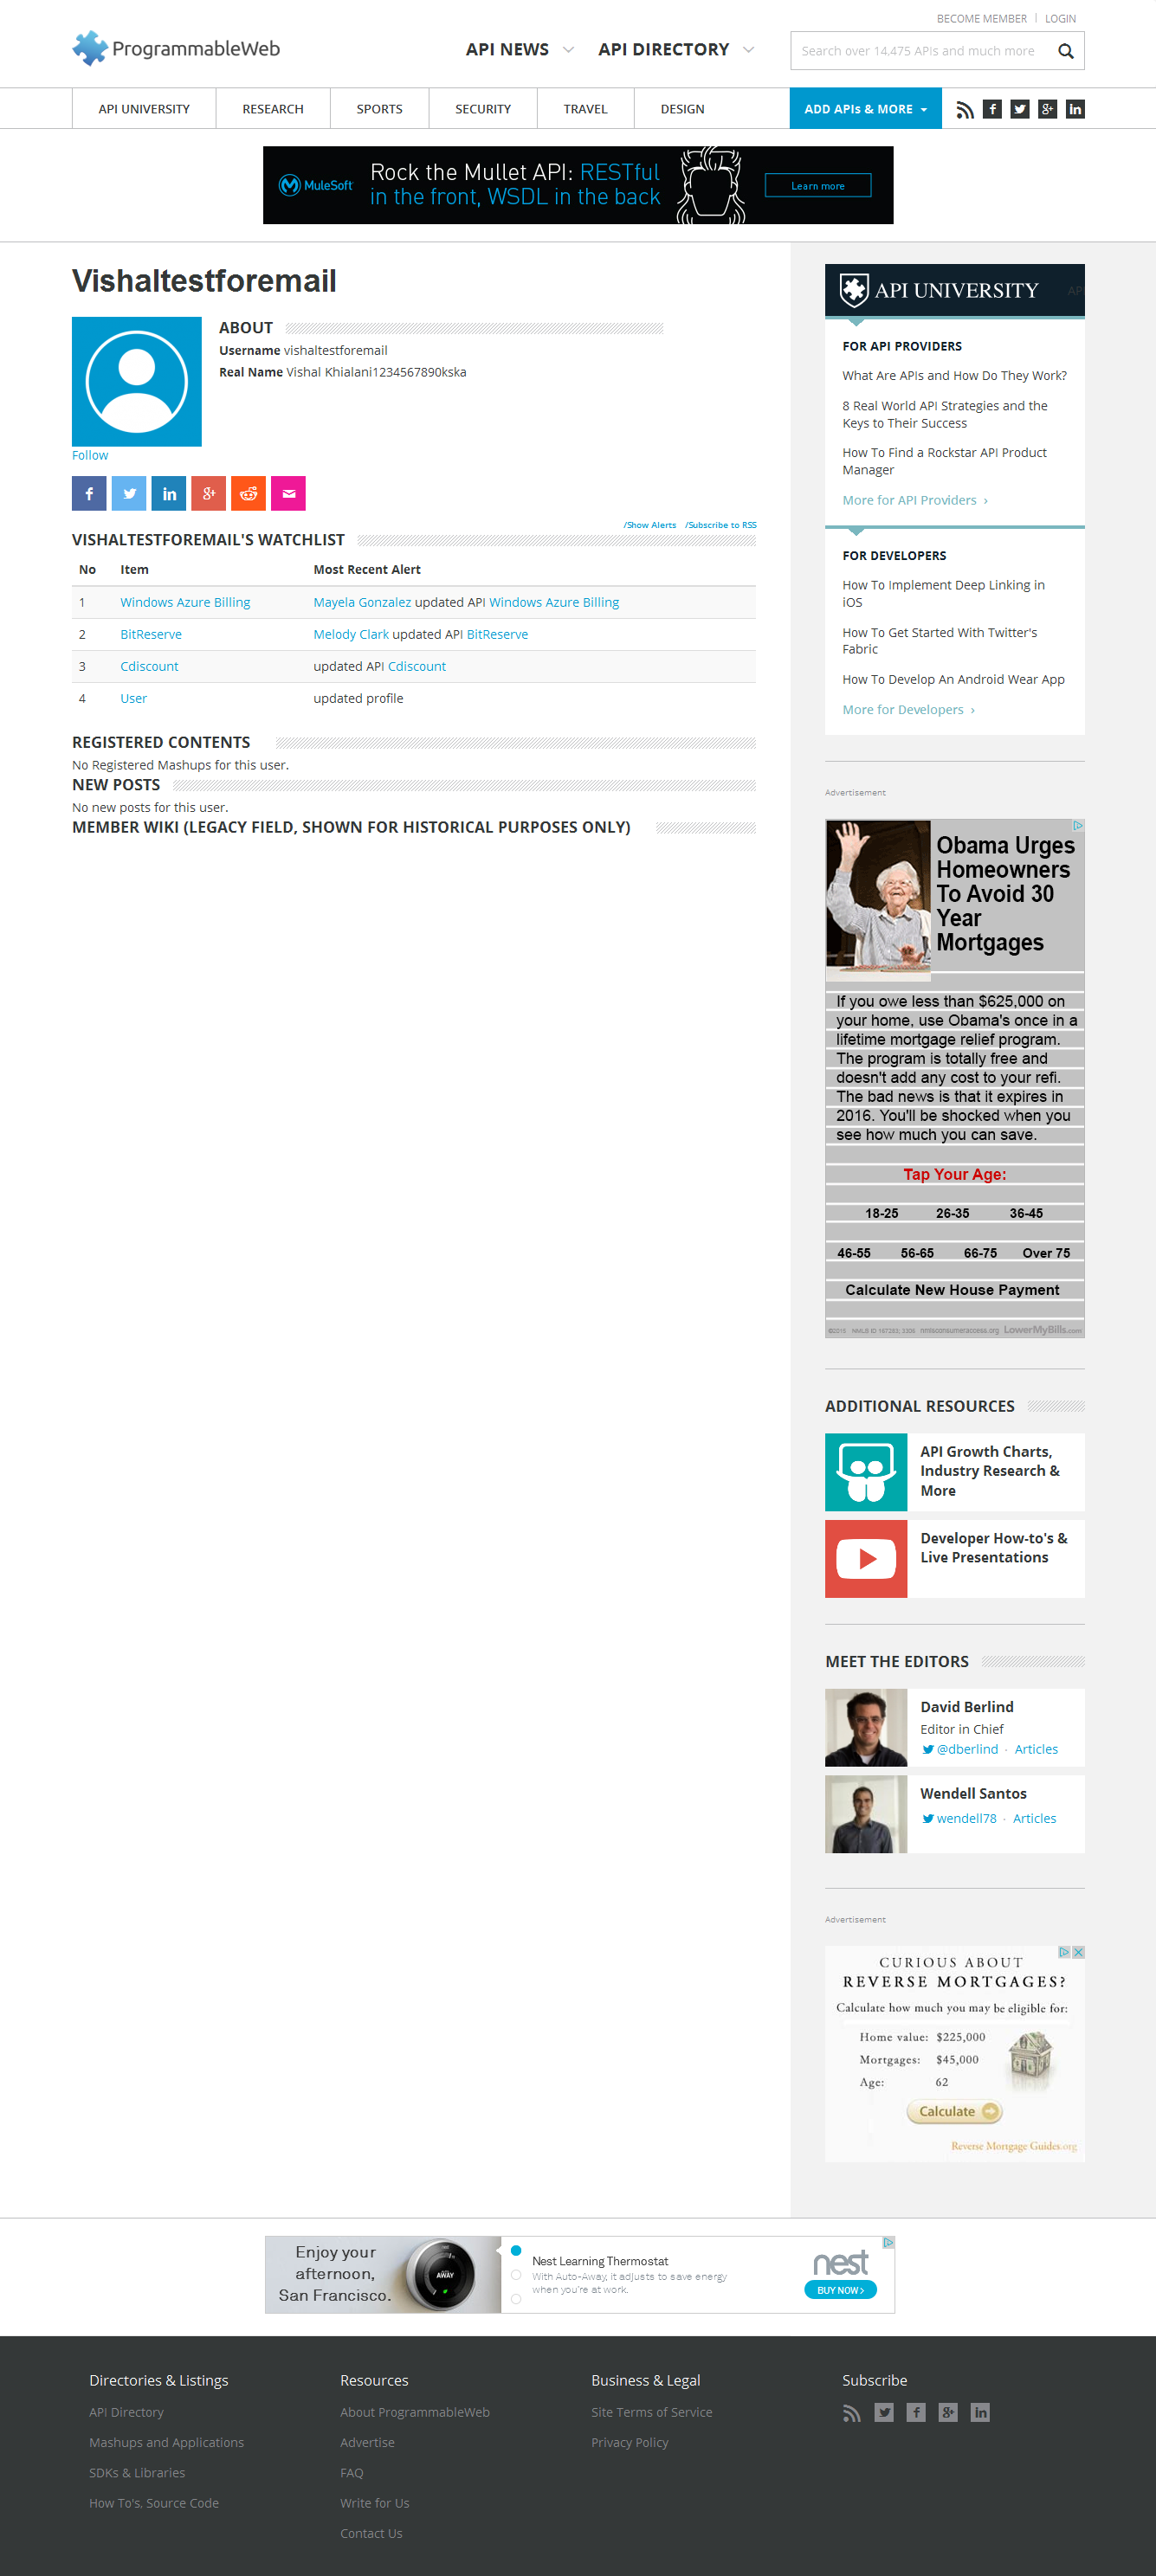 BECOME MEMBER | LOGIN
ProgrammableWeb
API NEWS
API DIRECTORY
Search over 14,475 APIs and much more
API UNIVERSITY
RESEARCH
SPORTS
SECURITY
TRAVEL
DESIGN
ADD APIs & MORE
MuleSoft
Rock the Mullet API: RESTful
in the front, WSDL in the back
Learn more
Vishaltestforemail
ABOUT
Username vishaltestforemail
Real Name Vishal Khialani1234567890kska
Follow
/Show Alerts /Subscribe to RSS
VISHALTESTFOREMAIL'S WATCHLIST
No Item Most Recent Alert
1 Windows Azure Billing Mayela Gonzalez updated API Windows Azure Billing
2 BitReserve Melody Clark updated API BitReserve
3 Cdiscount updated API Cdiscount
4 User updated profile
REGISTERED CONTENTS
No Registered Mashups for this user.
NEW POSTS
No new posts for this user.
MEMBER WIKI (LEGACY FIELD, SHOWN FOR HISTORICAL PURPOSES ONLY)
API UNIVERSITY
FOR API PROVIDERS
What Are APIs and How Do They Work?
8 Real World API Strategies and the
Keys to Their Success
How To Find a Rockstar API Product
Manager
More for API Providers ›
FOR DEVELOPERS
How To Implement Deep Linking in
iOS
How To Get Started With Twitter's
Fabric
How To Develop An Android Wear App
More for Developers ›
Advertisement
Obama Urges
Homeowners
To Avoid 30
Year
Mortgages
If you owe less than $625,000 on
your home, use Obama's once in a
lifetime mortgage relief program.
The program is totally free and
doesn't add any cost to your refi.
The bad news is that it expires in
2016. You'll be shocked when you
see how much you can save.
Tap Your Age:
18-25 26-35 36-45
46-55 56-65 66-75 Over 75
Calculate New House Payment
©2015 NMLS ID 167283; 3306 nmlsconsumeraccess.org LowerMyBills.com
ADDITIONAL RESOURCES
API Growth Charts,
Industry Research &
More
Developer How-to's &
Live Presentations
MEET THE EDITORS
David Berlind
Editor in Chief
@dberlind · Articles
Wendell Santos
wendell78 · Articles
Advertisement
CURIOUS ABOUT
REVERSE MORTGAGES?
Calculate how much you may be eligible for:
Home value: $225,000
Mortgages: $45,000
Age: 62
Calculate
Reverse Mortgage Guides.org
Enjoy your
afternoon,
San Francisco.
AWAY
Nest Learning Thermostat
With Auto-Away, it adjusts to save energy
when you're at work.
nest
BUY NOW >
Directories & Listings
API Directory
Mashups and Applications
SDKs & Libraries
How To's, Source Code
Resources
About ProgrammableWeb
Advertise
FAQ
Write for Us
Contact Us
Business & Legal
Site Terms of Service
Privacy Policy
Subscribe